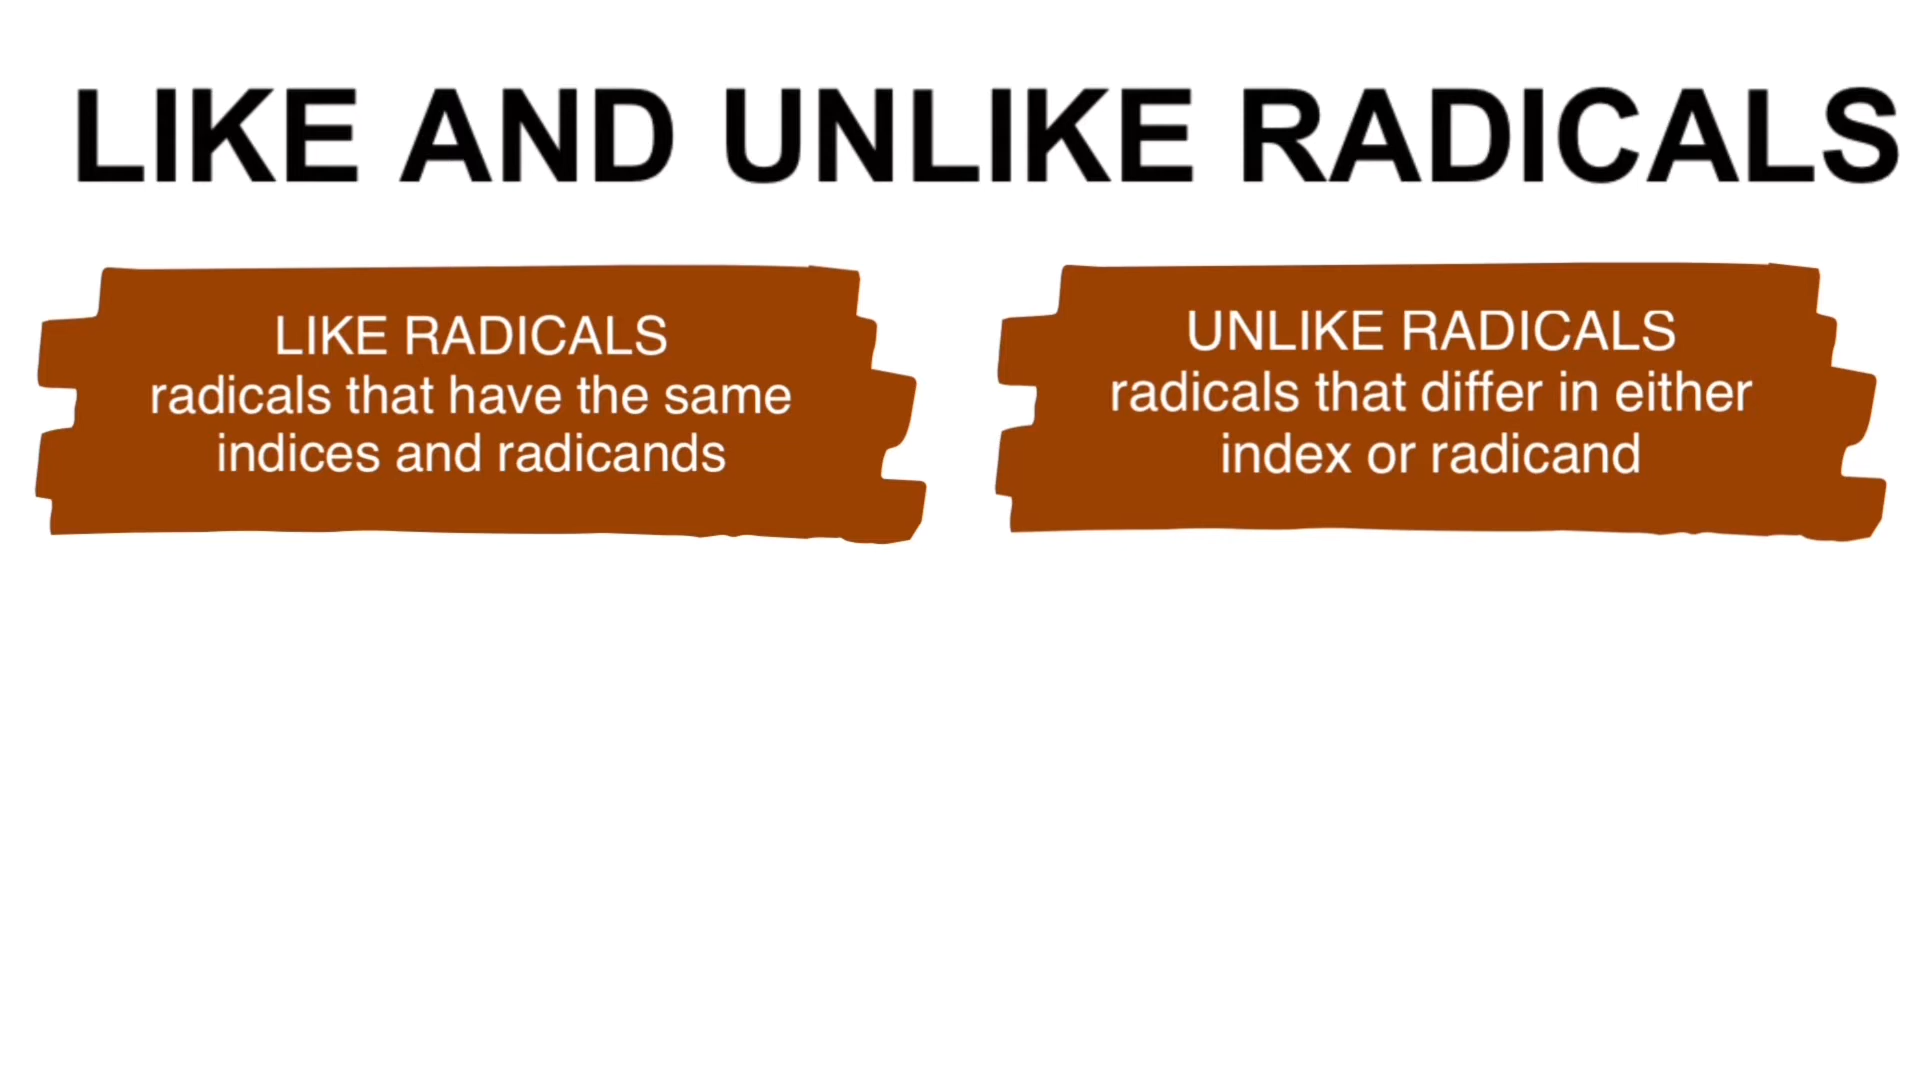 LIKE AND UNLIKE RADICALS
LIKE RADICALS
radicals that have the same
indices and radicands
UNLIKE RADICALS
radicals that differ in either
index or radicand